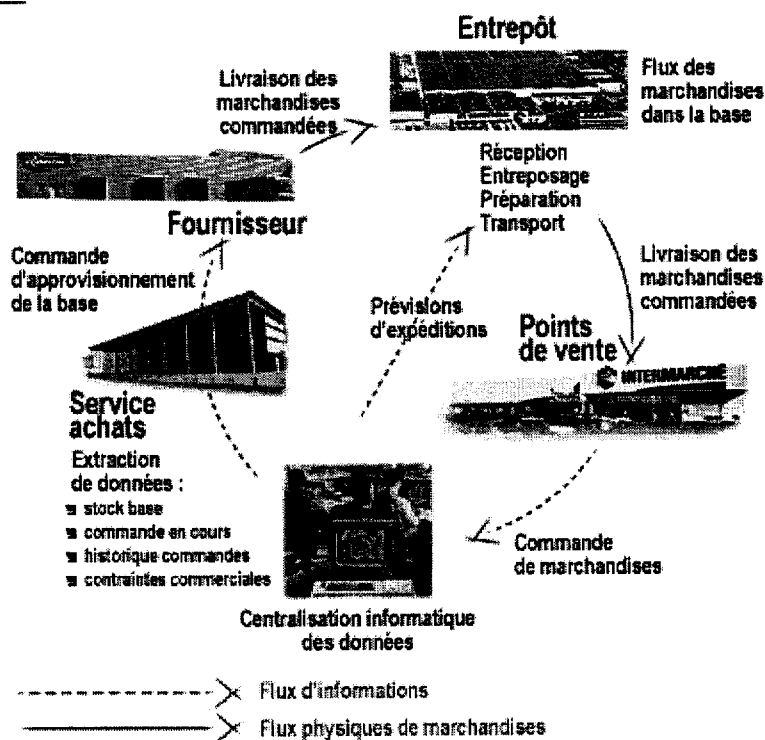 Entrepôt
Livraison des
marchandises
commandées
Flux des
marchandises
dans la base
Réception
Entreposage
Préparation
Transport
Fournisseur
Commande
d'approvisionnement
de la base
Livraison des
marchandises
commandées
Prévisions
d'expéditions
Points
de vente
INTERMARCHE
Service
achats
Extraction
de données :
stock base
commande en cours
historique commandes
contraintes commerciales
Commande
de marchandises
Centralisation informatique
des données
Flux d'informations
Flux physiques de marchandises